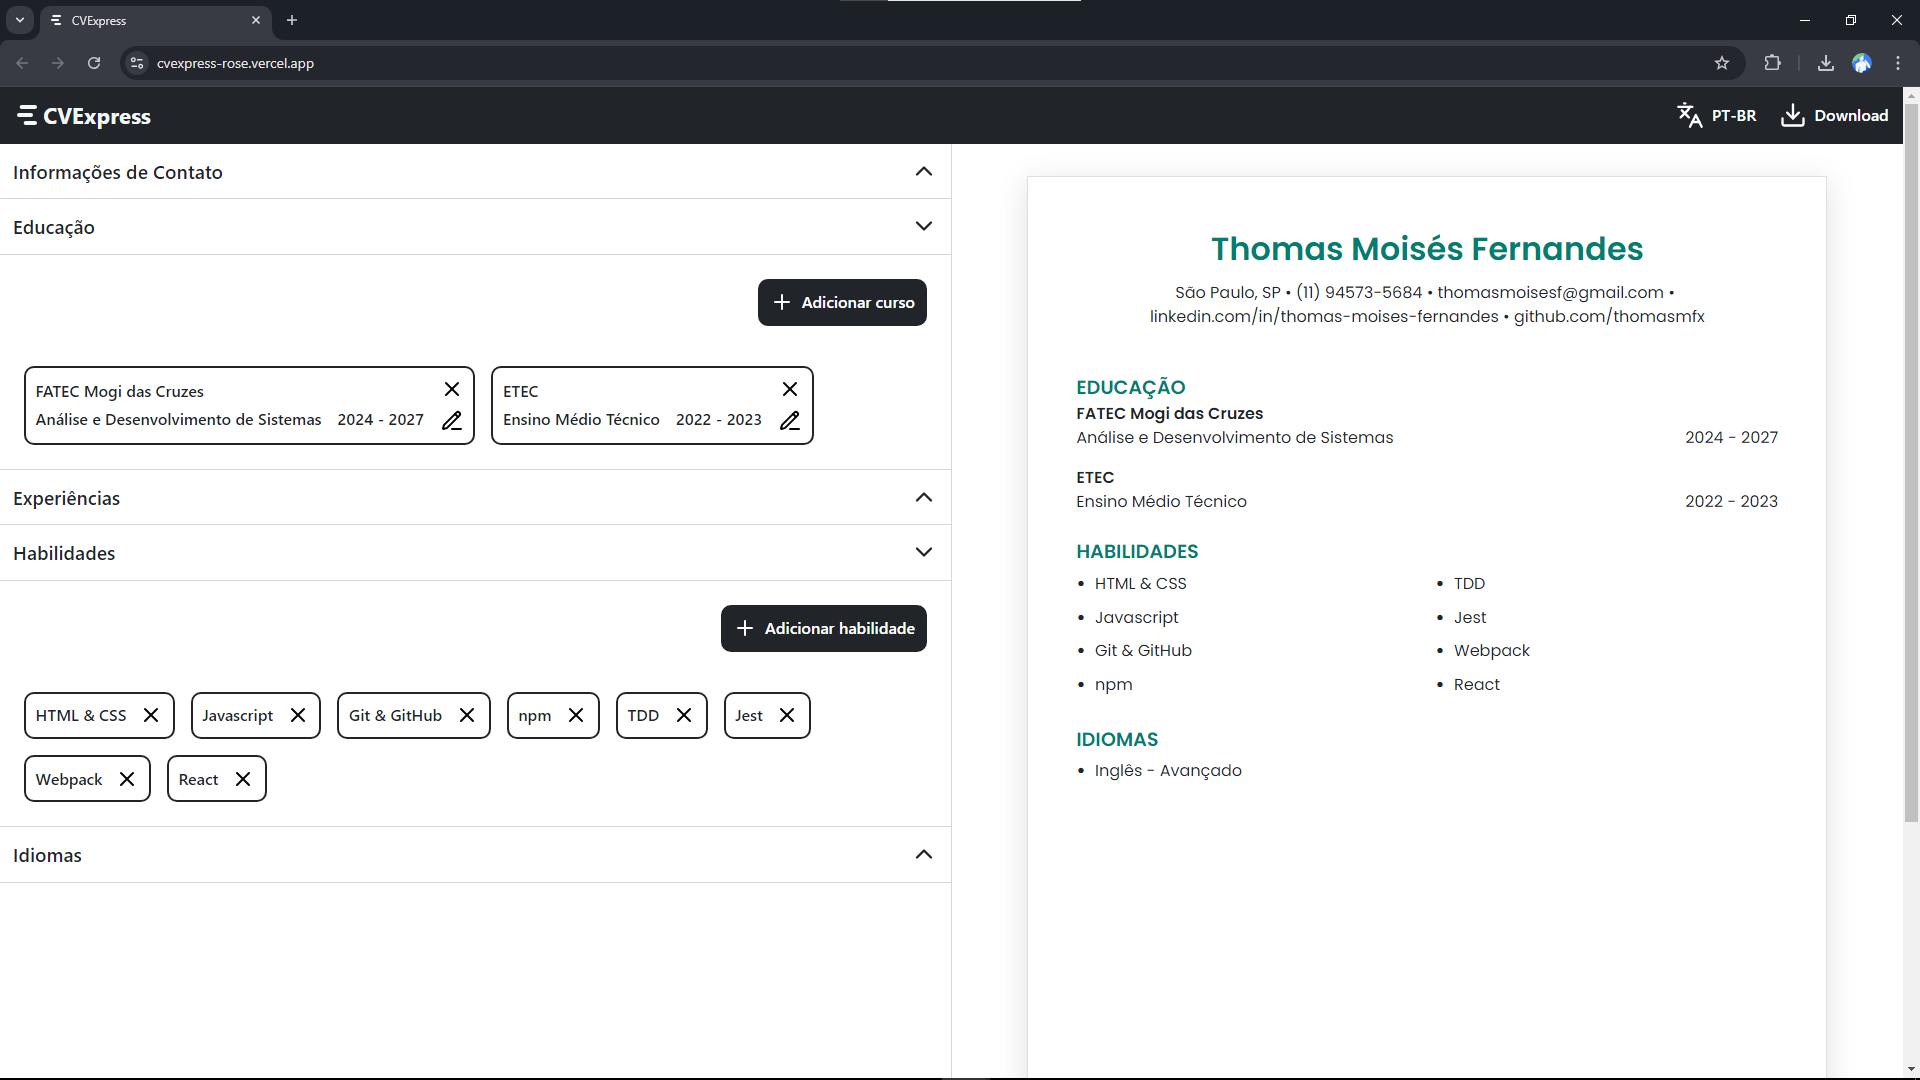 CVExpress
cvexpress-rose.vercel.app
CVExpress
PT-BR
Download
Informações de Contato
Educação
Adicionar curso
FATEC Mogi das Cruzes
Análise e Desenvolvimento de Sistemas 2024 - 2027
ETEC
Ensino Médio Técnico 2022 - 2023
Experiências
Habilidades
Adicionar habilidade
HTML & CSS
Javascript
Git & GitHub
npm
TDD
Jest
Webpack
React
Idiomas
Thomas Moisés Fernandes
São Paulo, SP • (11) 94573-5684 • thomasmoisesf@gmail.com •
linkedin.com/in/thomas-moises-fernandes • github.com/thomasmfx
EDUCAÇÃO
FATEC Mogi das Cruzes
Análise e Desenvolvimento de Sistemas 2024 - 2027
ETEC
Ensino Médio Técnico 2022 - 2023
HABILIDADES
• HTML & CSS
• Javascript
• Git & GitHub
• npm
• TDD
• Jest
• Webpack
• React
IDIOMAS
• Inglês - Avançado